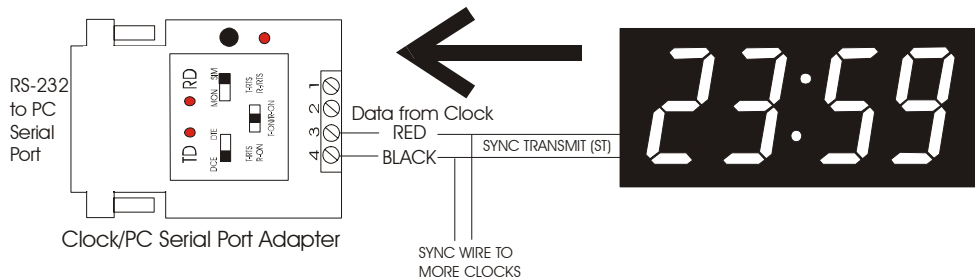 RS-232
to PC
Serial
Port
TD RD
MON SIM
DCE DTE
T-RTS
R-/RTS
T-ON/R-ON
T-RTS
R-ON
1
2
3
4
Data from Clock
RED
BLACK
SYNC TRANSMIT (ST)
23:59
Clock/PC Serial Port Adapter
SYNC WIRE TO
MORE CLOCKS